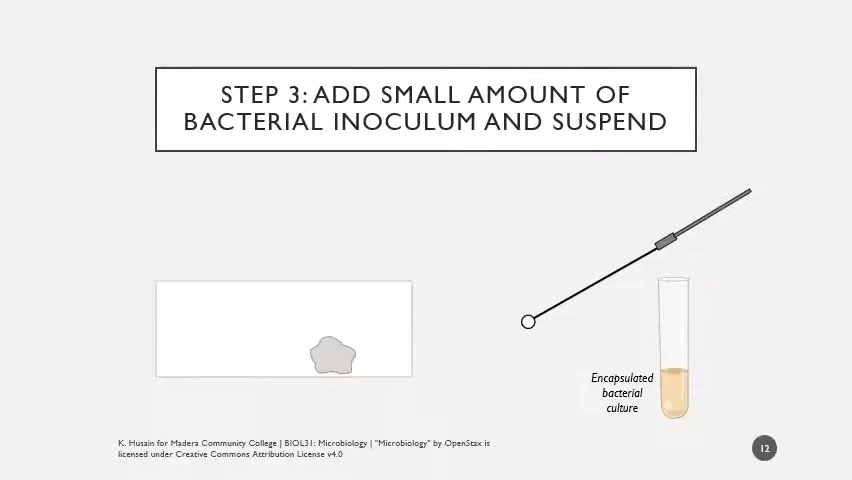 STEP 3: ADD SMALL AMOUNT OF
BACTERIAL INOCULUM AND SUSPEND
Encapsulated
bacterial
culture
K. Husain for Madera Community College | BIOL31: Microbiology | "Microbiology" by OpenStax is
licensed under Creative Commons Attribution License v4.0
12